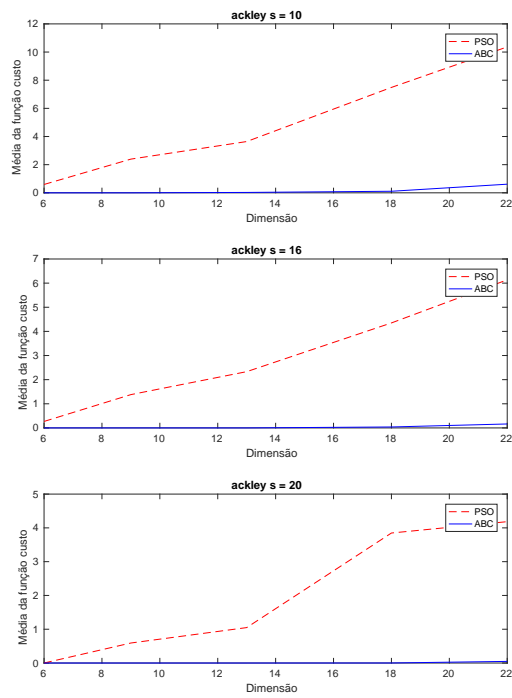 ackley s = 10
12
10
8
6
4
2
0
Média da função custo
PSO
ABC
6 8 10 12 14 16 18 20 22
Dimensão
ackley s = 16
7
6
5
4
3
2
1
0
Média da função custo
PSO
ABC
6 8 10 12 14 16 18 20 22
Dimensão
ackley s = 20
5
4
3
2
1
0
Média da função custo
PSO
ABC
6 8 10 12 14 16 18 20 22
Dimensão